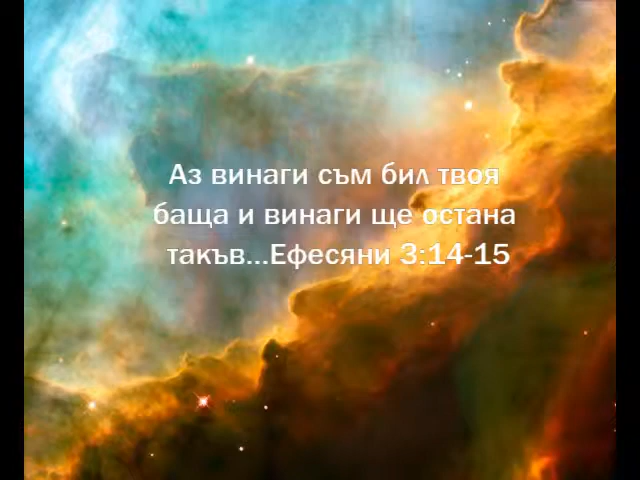 Аз винаги съм бил твоя
баща и винаги ще остана
такъв...Ефесяни 3:14-15